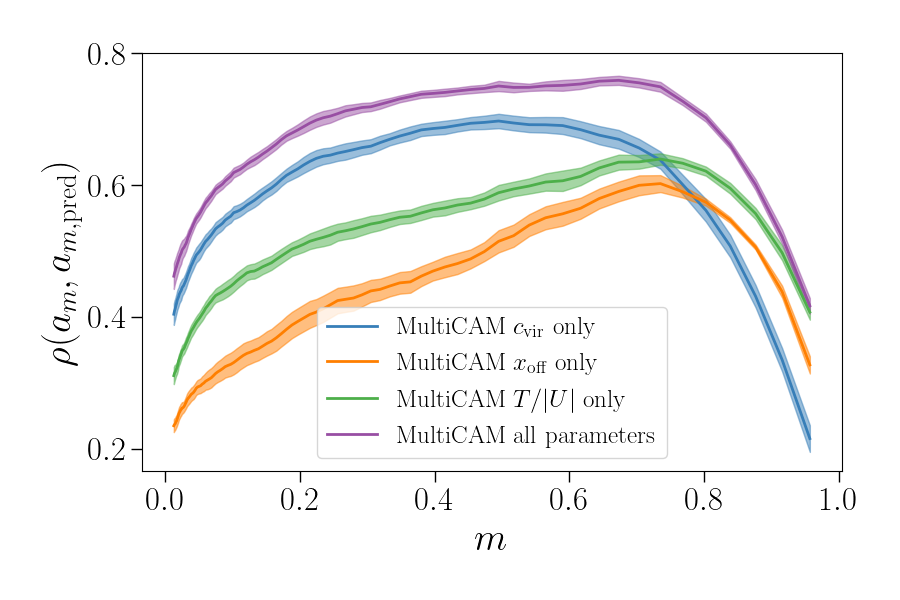 0.8
0.6
0.4
0.2
ρ(a_m, a_{m,pred})
MultiCAM c_vir only
MultiCAM x_off only
MultiCAM T/|U| only
MultiCAM all parameters
0.0 0.2 0.4 0.6 0.8 1.0
m